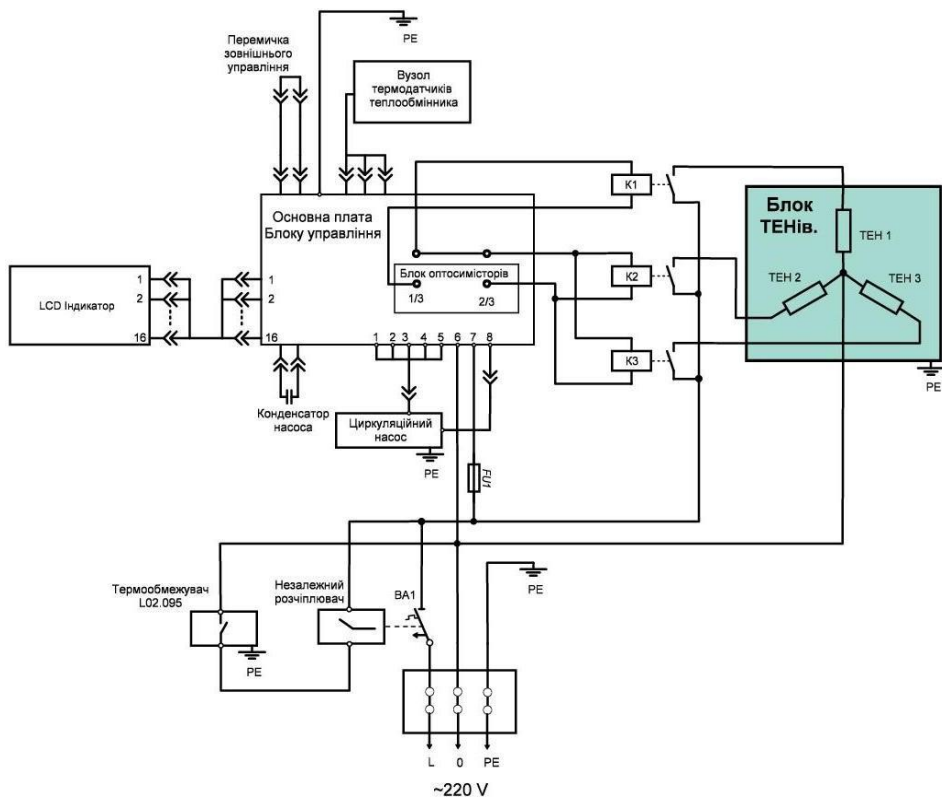 PE
Перемичка
зовнішнього
управління
Вузол
термодатчиків
теплообмінника
K1
Основна плата
Блоку управління
Блок
ТЕНів.
ТЕН 1
ТЕН 2
ТЕН 3
K2
Блок оптосимісторів
1/3
2/3
LCD Індикатор
1
2
16
1
2
16
1
2
3
4
5
6
7
8
K3
PE
Конденсатор
насоса
Циркуляційний
насос
PE
FU1
Термообмежувач
L02.095
Незалежний
розчіплювач
BA1
PE
PE
L
0
PE
~220 V